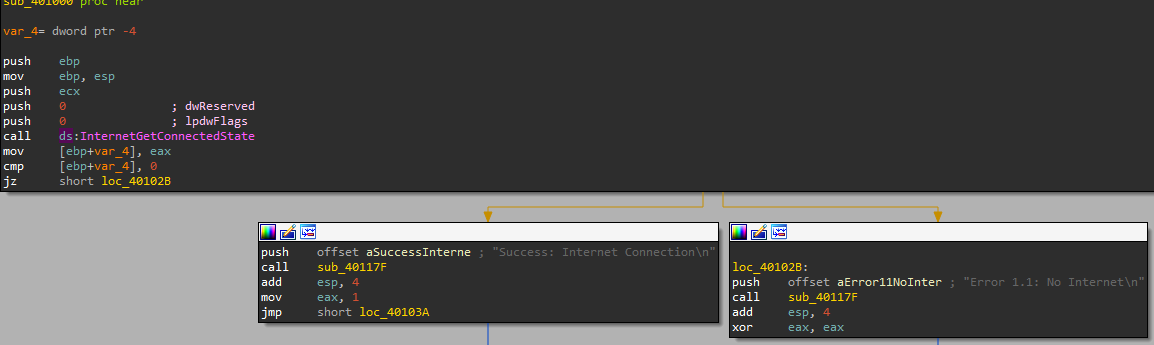 sub_401000 proc near
var_4= dword ptr -4
push ebp
mov ebp, esp
push ecx
push 0 ; dwReserved
push 0 ; lpdwFlags
call ds:InternetGetConnectedState
mov [ebp+var_4], eax
cmp [ebp+var_4], 0
jz short loc_40102B
push offset aSuccessInterne ; "Success: Internet Connection\n"
call sub_40117F
add esp, 4
mov eax, 1
jmp short loc_40103A
loc_40102B:
push offset aError11NoInter ; "Error 1.1: No Internet\n"
call sub_40117F
add esp, 4
xor eax, eax